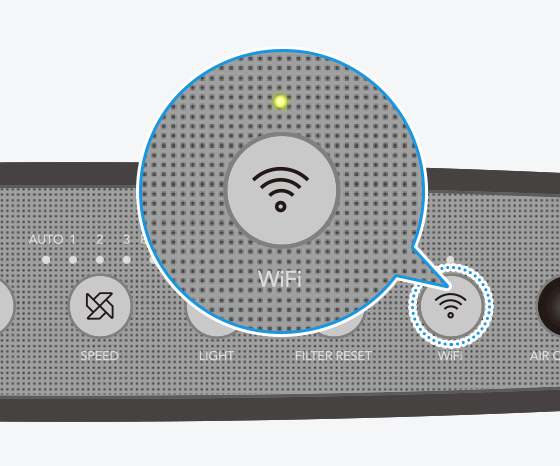 WiFi
AUTO 1 2 3
SPEED
LIGHT
FILTER RESET
WiFi
AIR